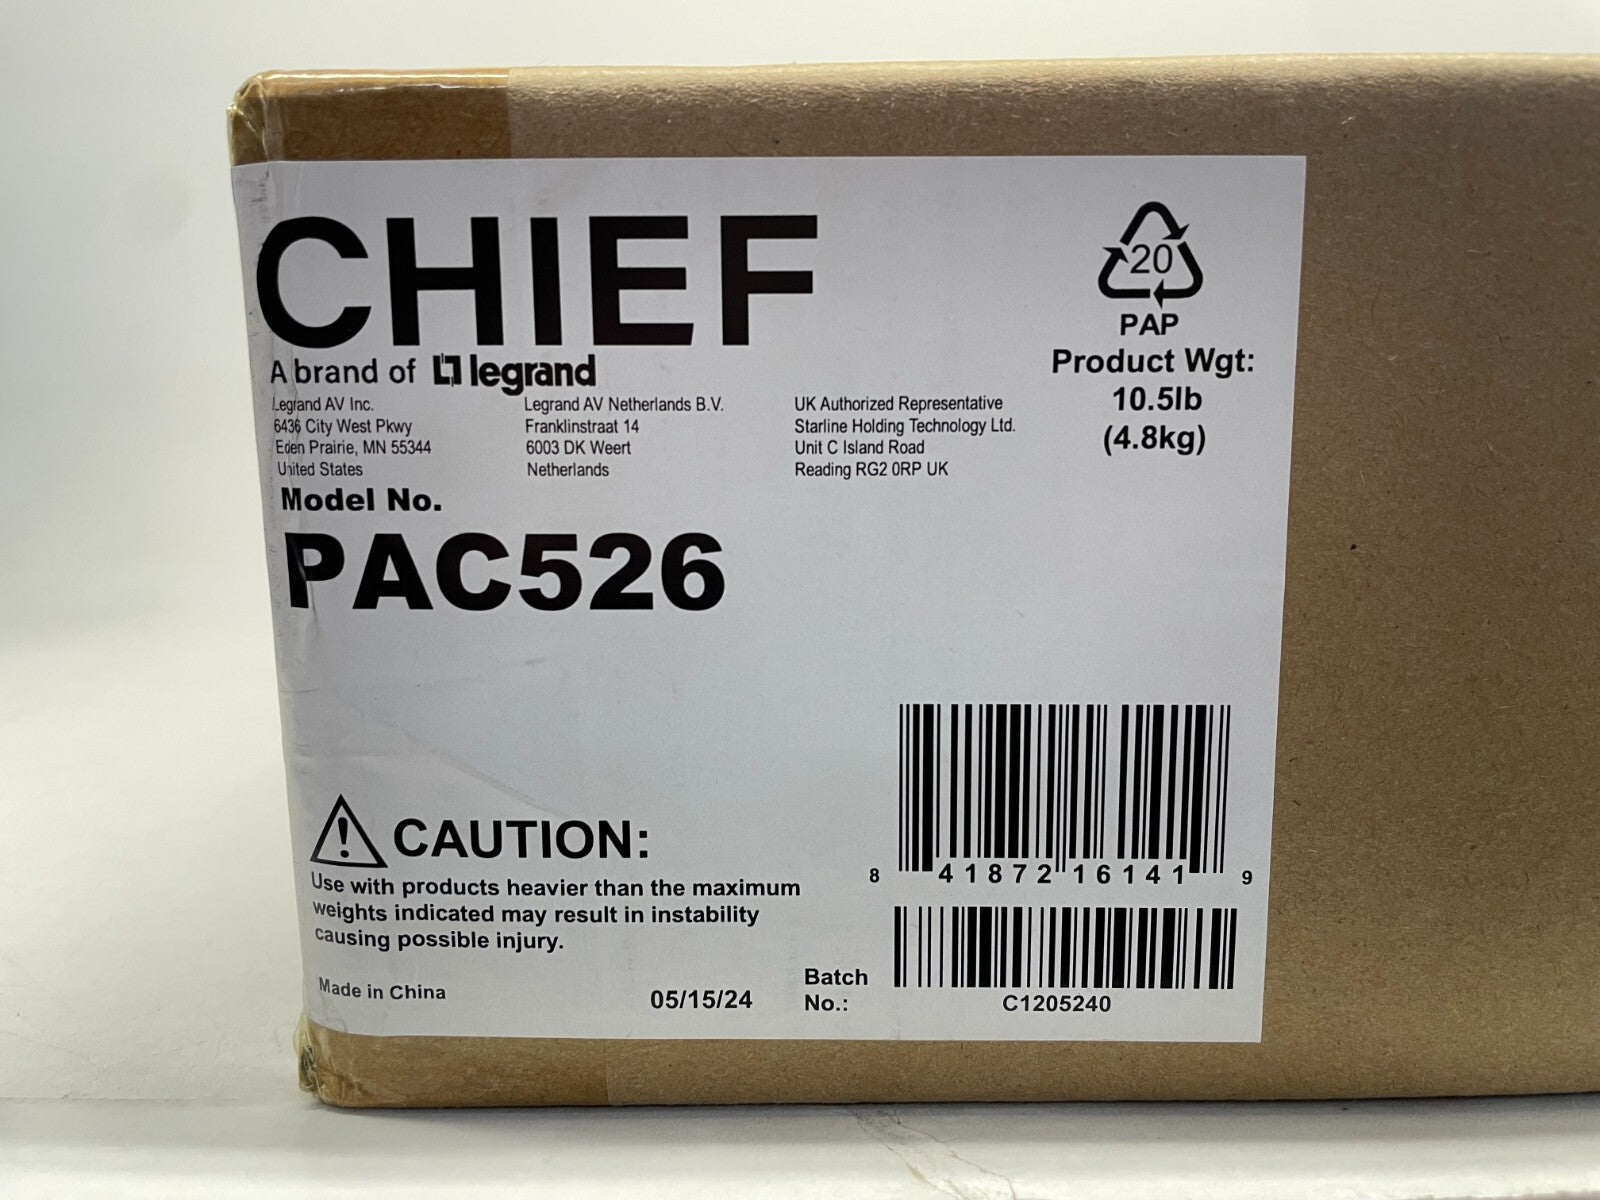 CHIEF
A brand of legrand
Legrand AV Inc.
6436 City West Pkwy
Eden Prairie, MN 55344
United States
Legrand AV Netherlands B.V.
Franklinstraat 14
6003 DK Weert
Netherlands
UK Authorized Representative
Starline Holding Technology Ltd.
Unit C Island Road
Reading RG2 0RP UK
20
PAP
Product Wgt:
10.5lb
(4.8kg)
Model No.
PAC526
CAUTION:
Use with products heavier than the maximum
weights indicated may result in instability
causing possible injury.
Made in China
05/15/24
8 41872 16141 9
Batch
No.:
C1205240